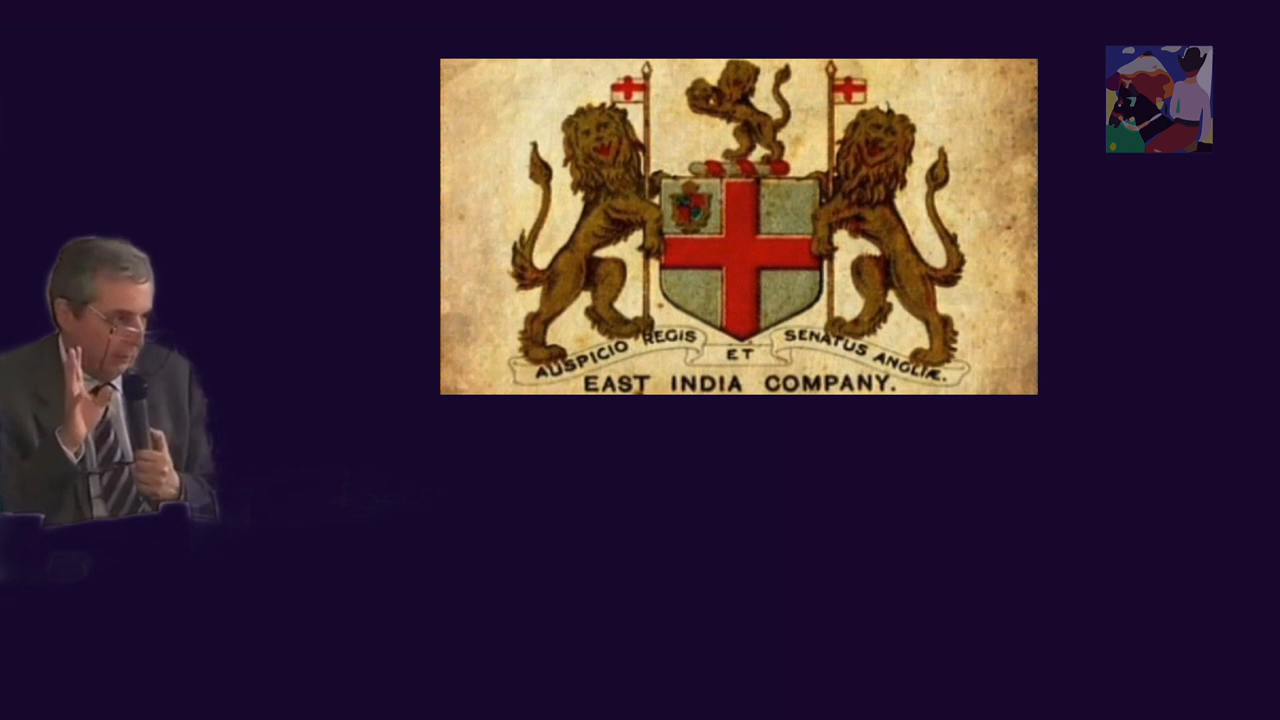 AUSPICIO REGIS ET SENATUS ANGLIÆ.
EAST INDIA COMPANY.